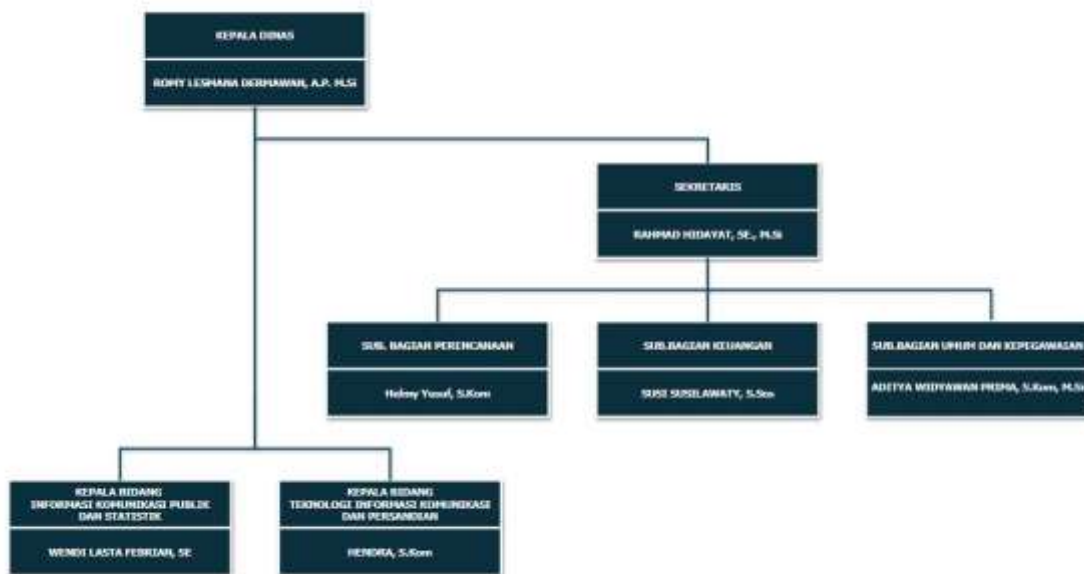 KEPALA DINAS
ROMY LESMANA DERMAWAN, A.P. M.Si
SEKRETARIS
RAHMAD HIDAYAT, SE., M.Si
SUB. BAGIAN PERENCANAAN
Helmy Yusuf, S.Kom
SUB.BAGIAN KEUANGAN
SUSI SUSILAWATY, S.Sos
SUB.BAGIAN UMUM DAN KEPEGAWAIAN
ADITYA WIDYAWAN PRIMA, S.Kom, M.Si
KEPALA BIDANG
INFORMASI KOMUNIKASI PUBLIK
DAN STATISTIK
WENDI LASTA FEBRIAN, SE
KEPALA BIDANG
TEKNOLOGI INFORMASI KOMUNIKASI
DAN PERSANDIAN
HENDRA, S.Kom